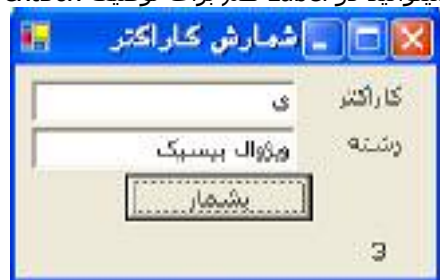 شمارش کاراکتر
کاراکتر ی
رشته ویژوال بیسیک
بشمار
3